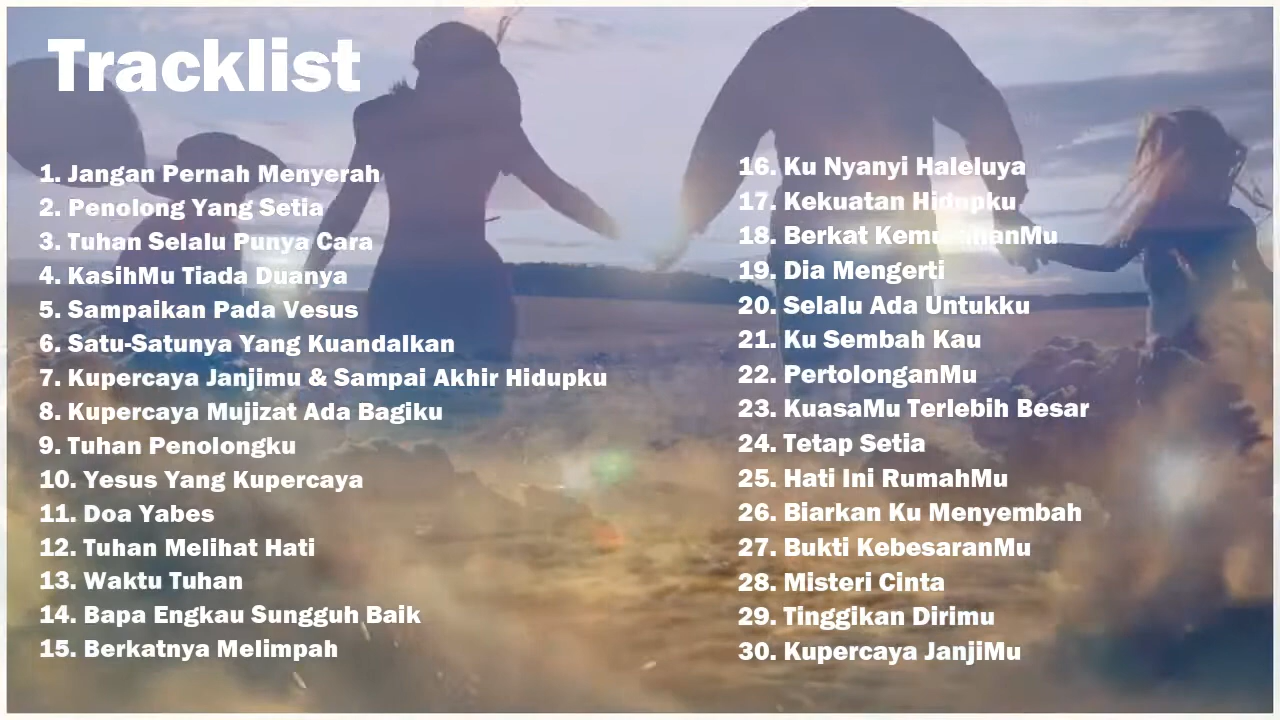 Tracklist
1. Jangan Pernah Menyerah
2. Penolong Yang Setia
3. Tuhan Selalu Punya Cara
4. KasihMu Tiada Duanya
5. Sampaikan Pada Vesus
6. Satu-Satunya Yang Kuandalkan
7. Kupercaya Janjimu & Sampai Akhir Hidupku
8. Kupercaya Mujizat Ada Bagiku
9. Tuhan Penolongku
10. Yesus Yang Kupercaya
11. Doa Yabes
12. Tuhan Melihat Hati
13. Waktu Tuhan
14. Bapa Engkau Sungguh Baik
15. Berkatnya Melimpah
16. Ku Nyanyi Haleluya
17. Kekuatan Hidupku
18. Berkat
19. Dia Mengerti
20. Selalu Ada Untukku
21. Ku Sembah Kau
22. PertolonganMu
23. KuasaMu Terlebih Besar
24. Tetap Setia
25. Hati Ini RumahMu
26. Biarkan Ku Menyembah
27. Bukti KebesaranMu
28. Misteri Cinta
29. Tinggikan Dirimu
30. Kupercaya JanjiMu